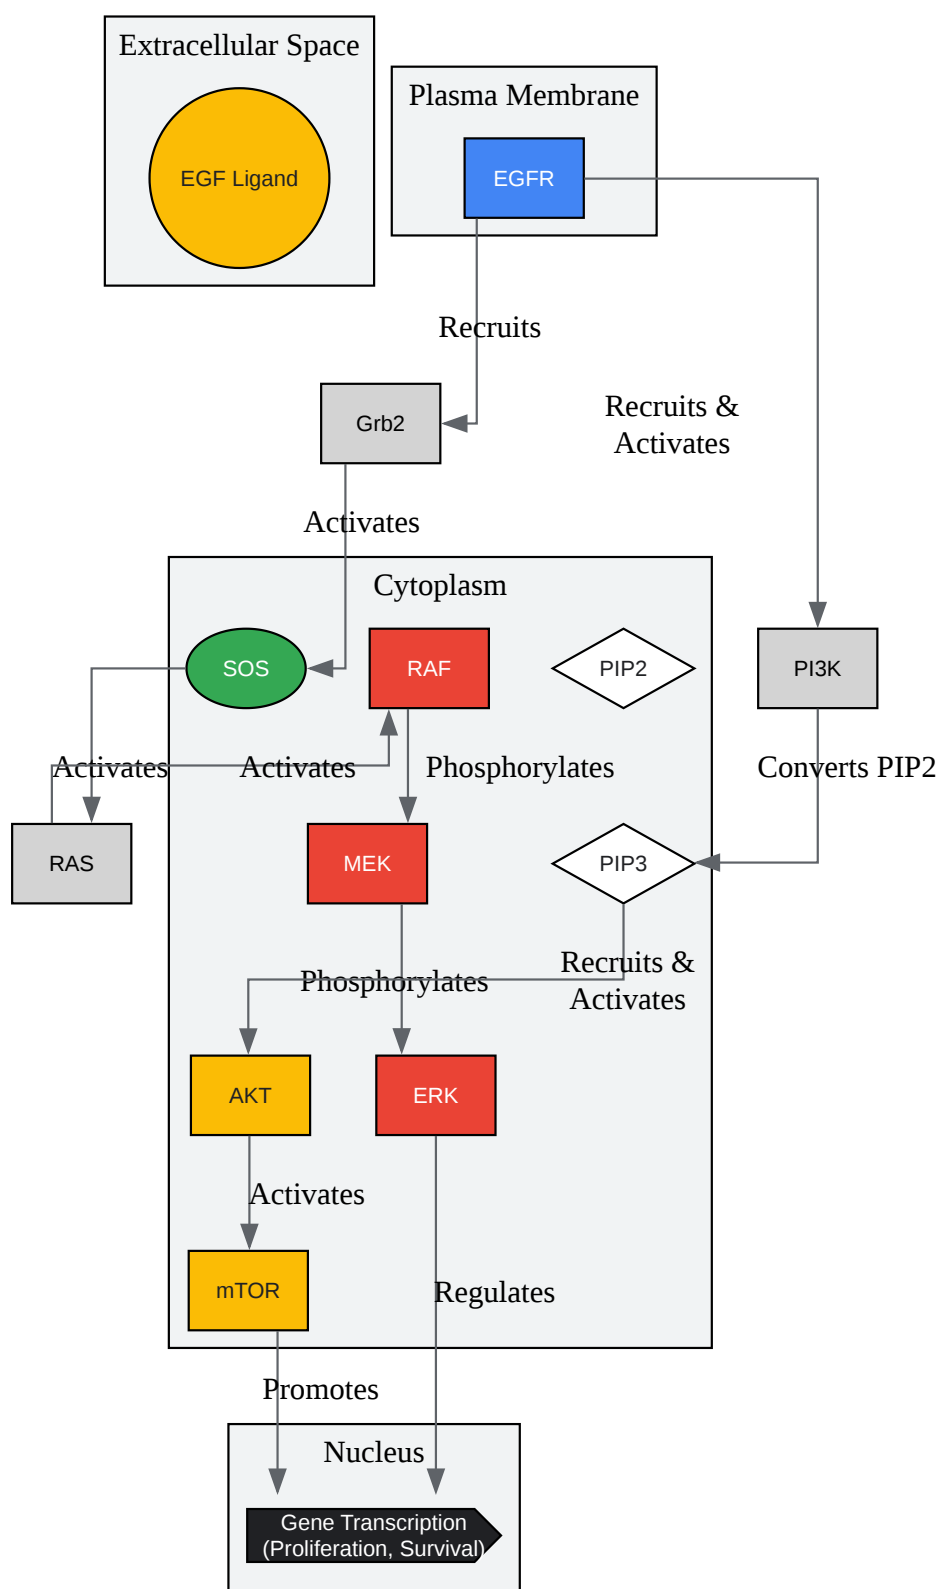 Extracellular Space
Plasma Membrane
EGF Ligand
EGFR
Recruits
Recruits &
Activates
Grb2
Activates
Cytoplasm
SOS
RAF
PIP2
PI3K
Activates
Activates
Phosphorylates
Converts PIP2
RAS
MEK
PIP3
Phosphorylates
Recruits &
Activates
AKT
ERK
Activates
mTOR
Regulates
Promotes
Nucleus
Gene Transcription
(Proliferation, Survival)